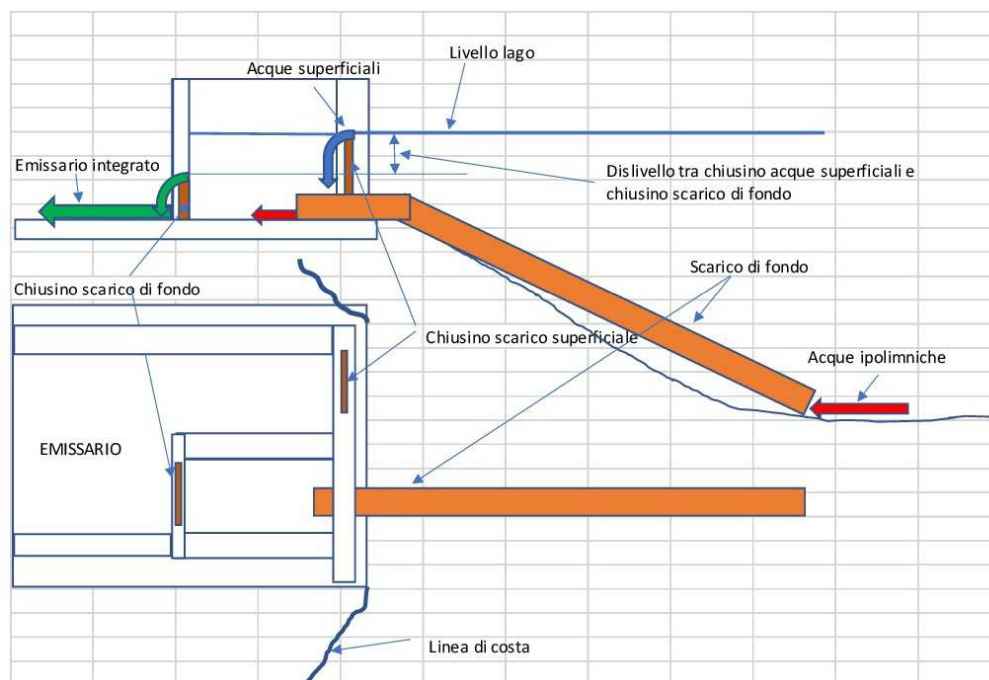 Livello lago
Acque superficiali
Emissario integrato
Dislivello tra chiusino acque superficiali e
chiusino scarico di fondo
Scarico di fondo
Chiusino scarico di fondo
Chiusino scarico superficiale
Acque ipolimniche
EMISSARIO
Linea di costa